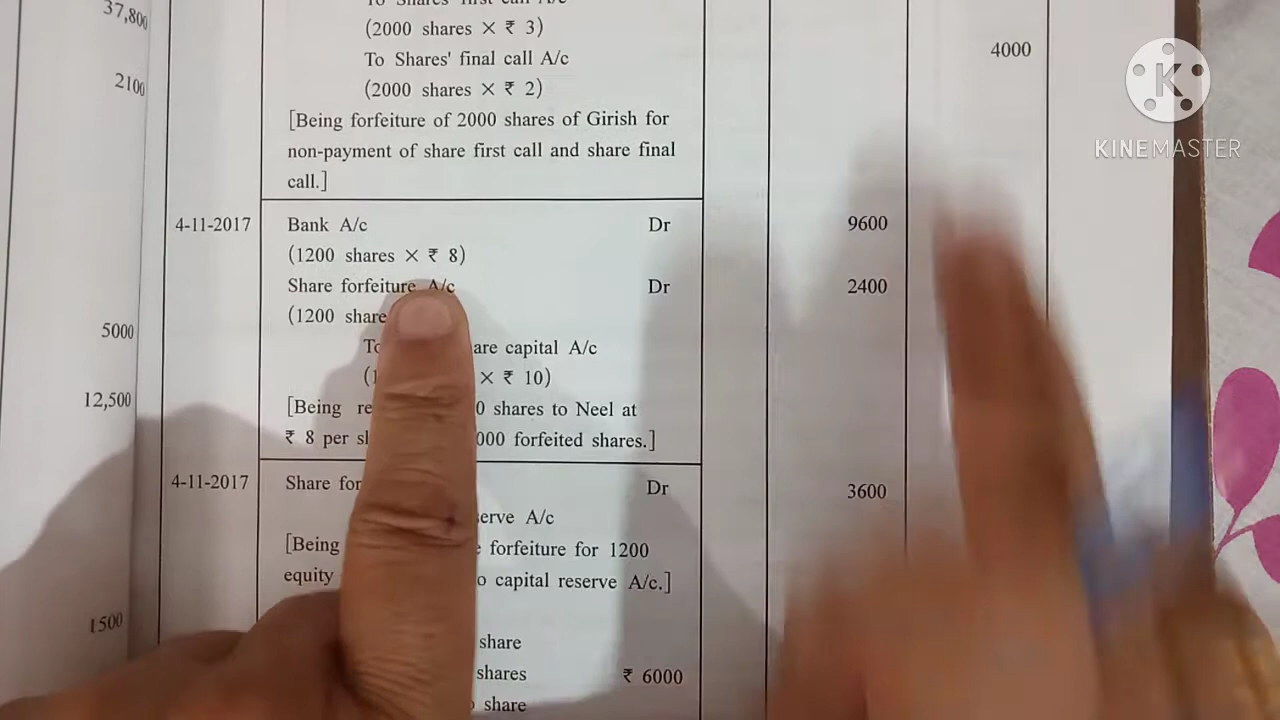 37,800
(2000 shares × ₹ 3)
To Shares' final call A/c
4000
2100
(2000 shares × ₹ 2)
[Being forfeiture of 2000 shares of Girish for
non-payment of share first call and share final
call.]
4-11-2017 Bank A/c Dr 9600
(1200 shares × ₹ 8)
Share forfeiture A/c Dr 2400
(1200 share
5000
are capital A/c
× ₹ 10)
12,500
[Being re 0 shares to Neel at
₹ 8 per 000 forfeited shares.]
4-11-2017 Share for Dr 3600
erve A/c
[Being forfeiture for 1200
equity o capital reserve A/c.]
1500
share
shares ₹ 6000
share
KINEMASTER